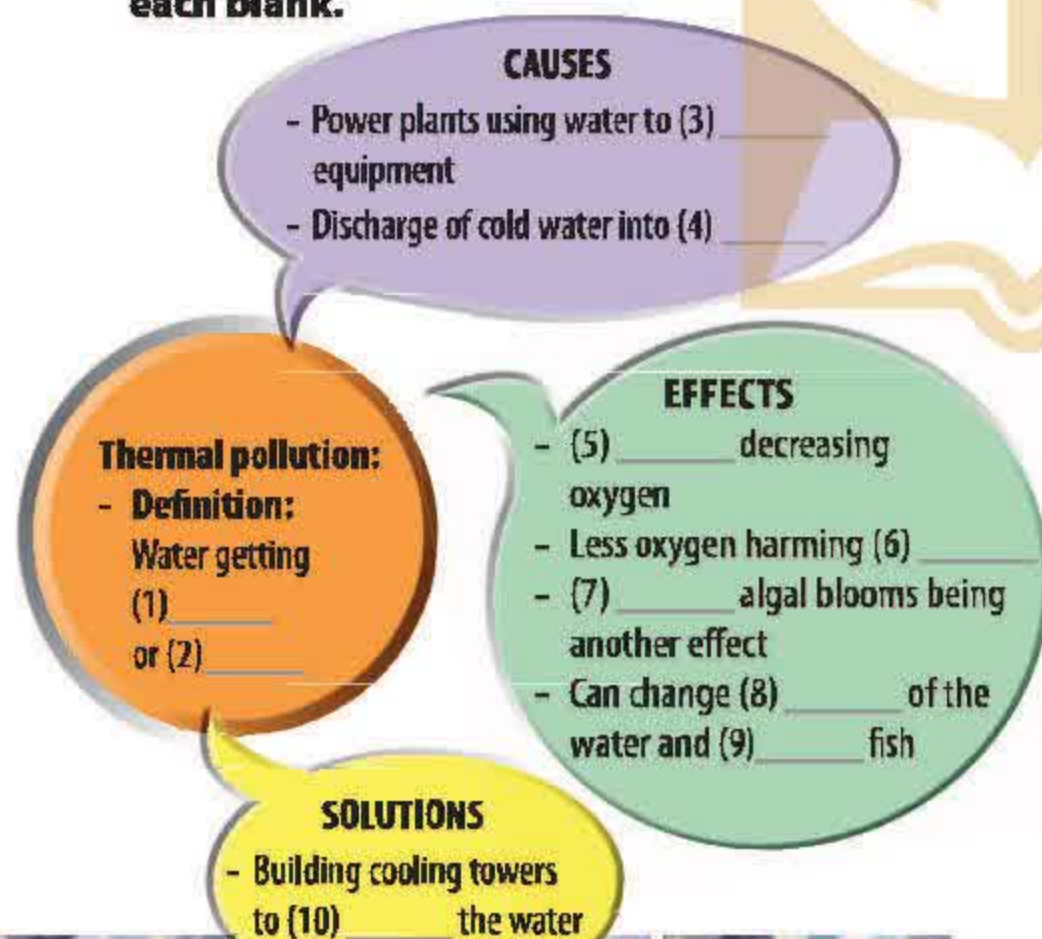 each blank.
CAUSES
- Power plants using water to (3) ______
equipment
- Discharge of cold water into (4) ______
Thermal pollution:
- Definition:
Water getting
(1)______
or (2)______
EFFECTS
- (5) ______ decreasing
oxygen
- Less oxygen harming (6) ______
- (7) ______ algal blooms being
another effect
- Can change (8) ______ of the
water and (9)______ fish
SOLUTIONS
- Building cooling towers
to (10) ______ the water